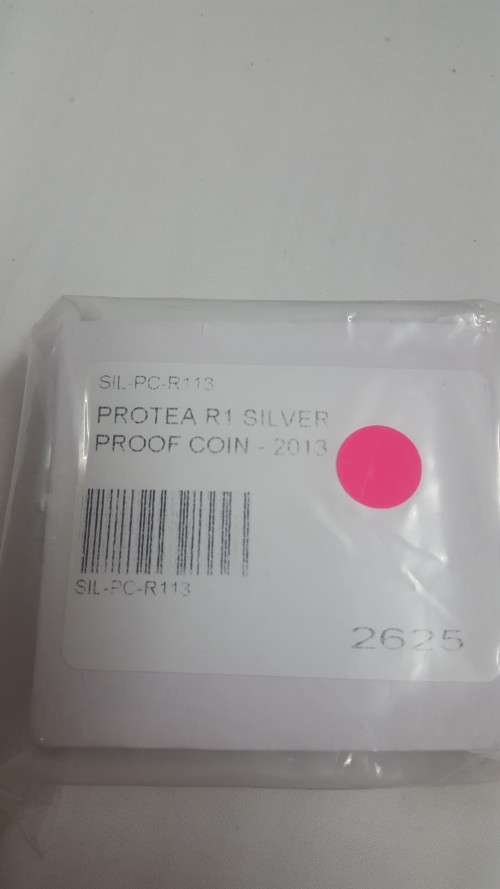 SIL-PC-R113
PROTEA R1 SILVER
PROOF COIN - 2013
SIL-PC-R113
2625